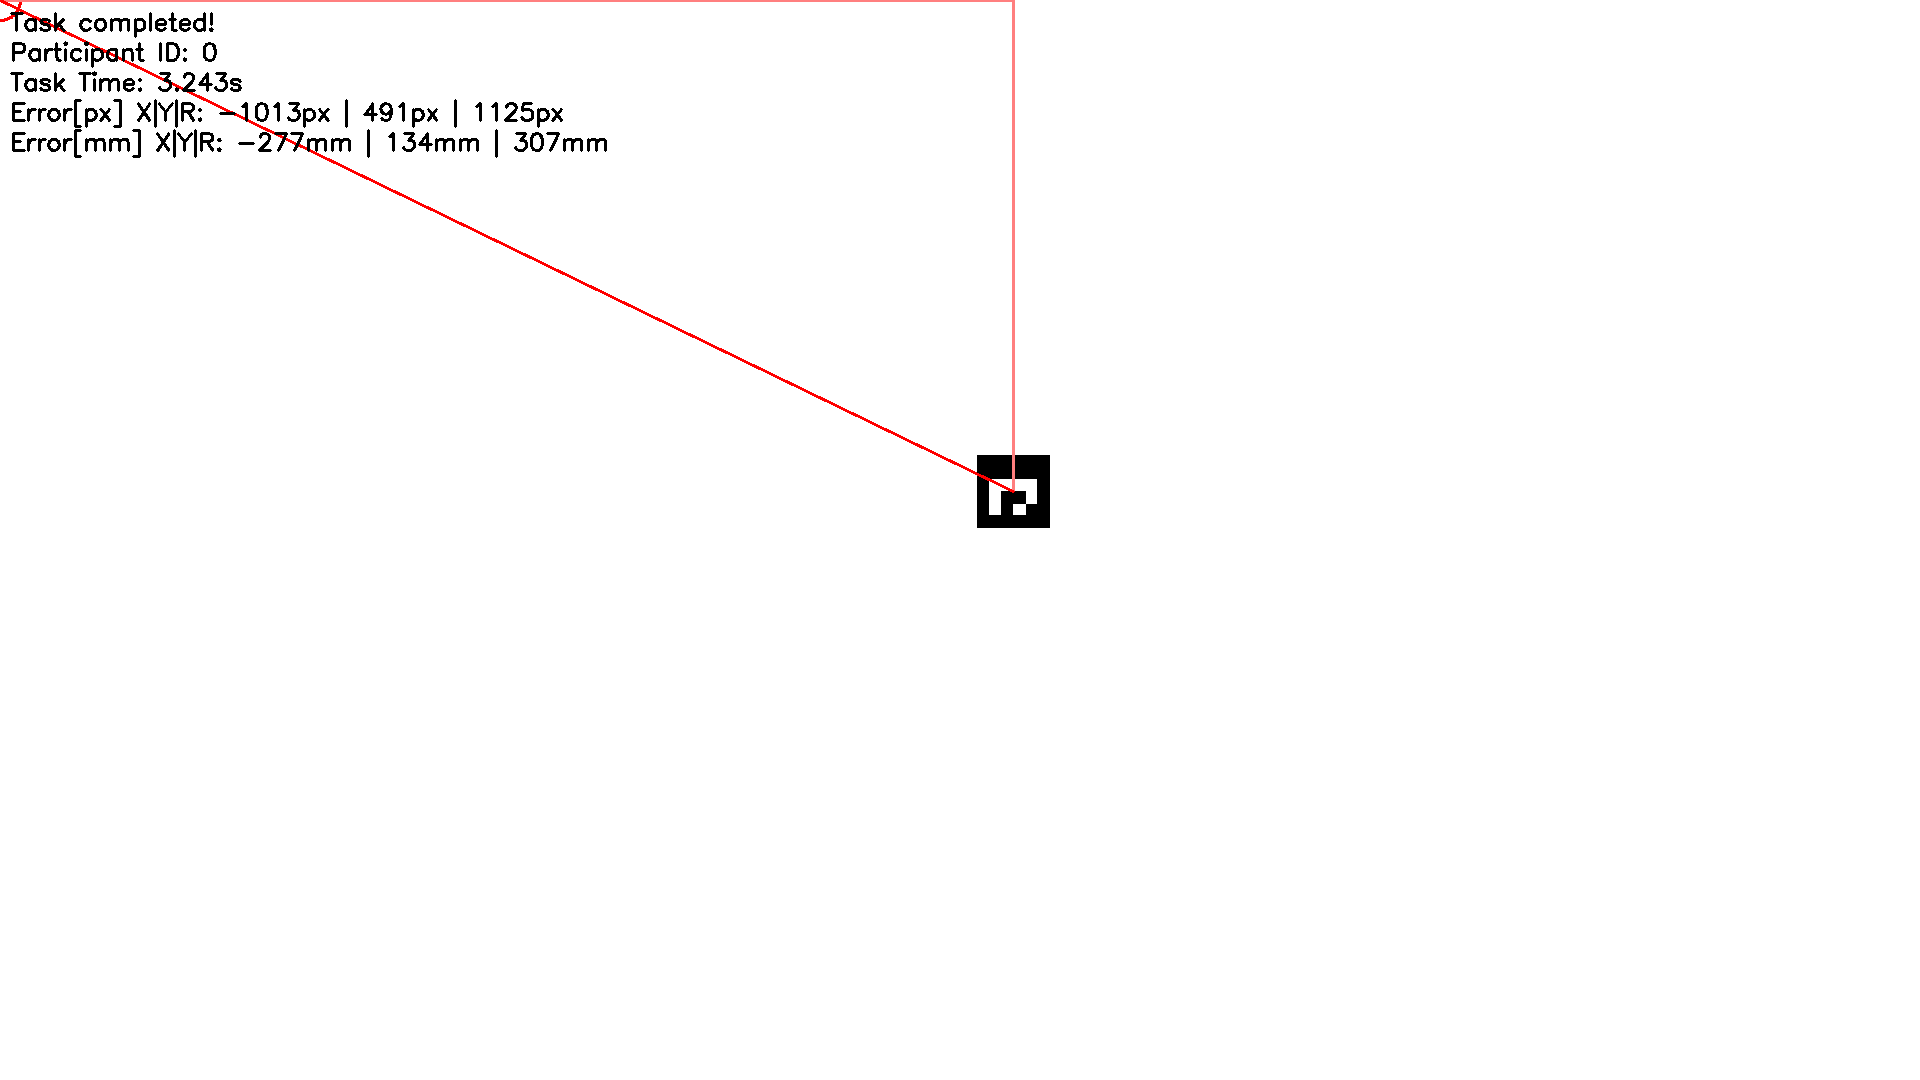 Task completed!
Participant ID: 0
Task Time: 3.243s
Error[px] X|Y|R: -1013px | 491px | 1125px
Error[mm] X|Y|R: -277mm | 134mm | 307mm